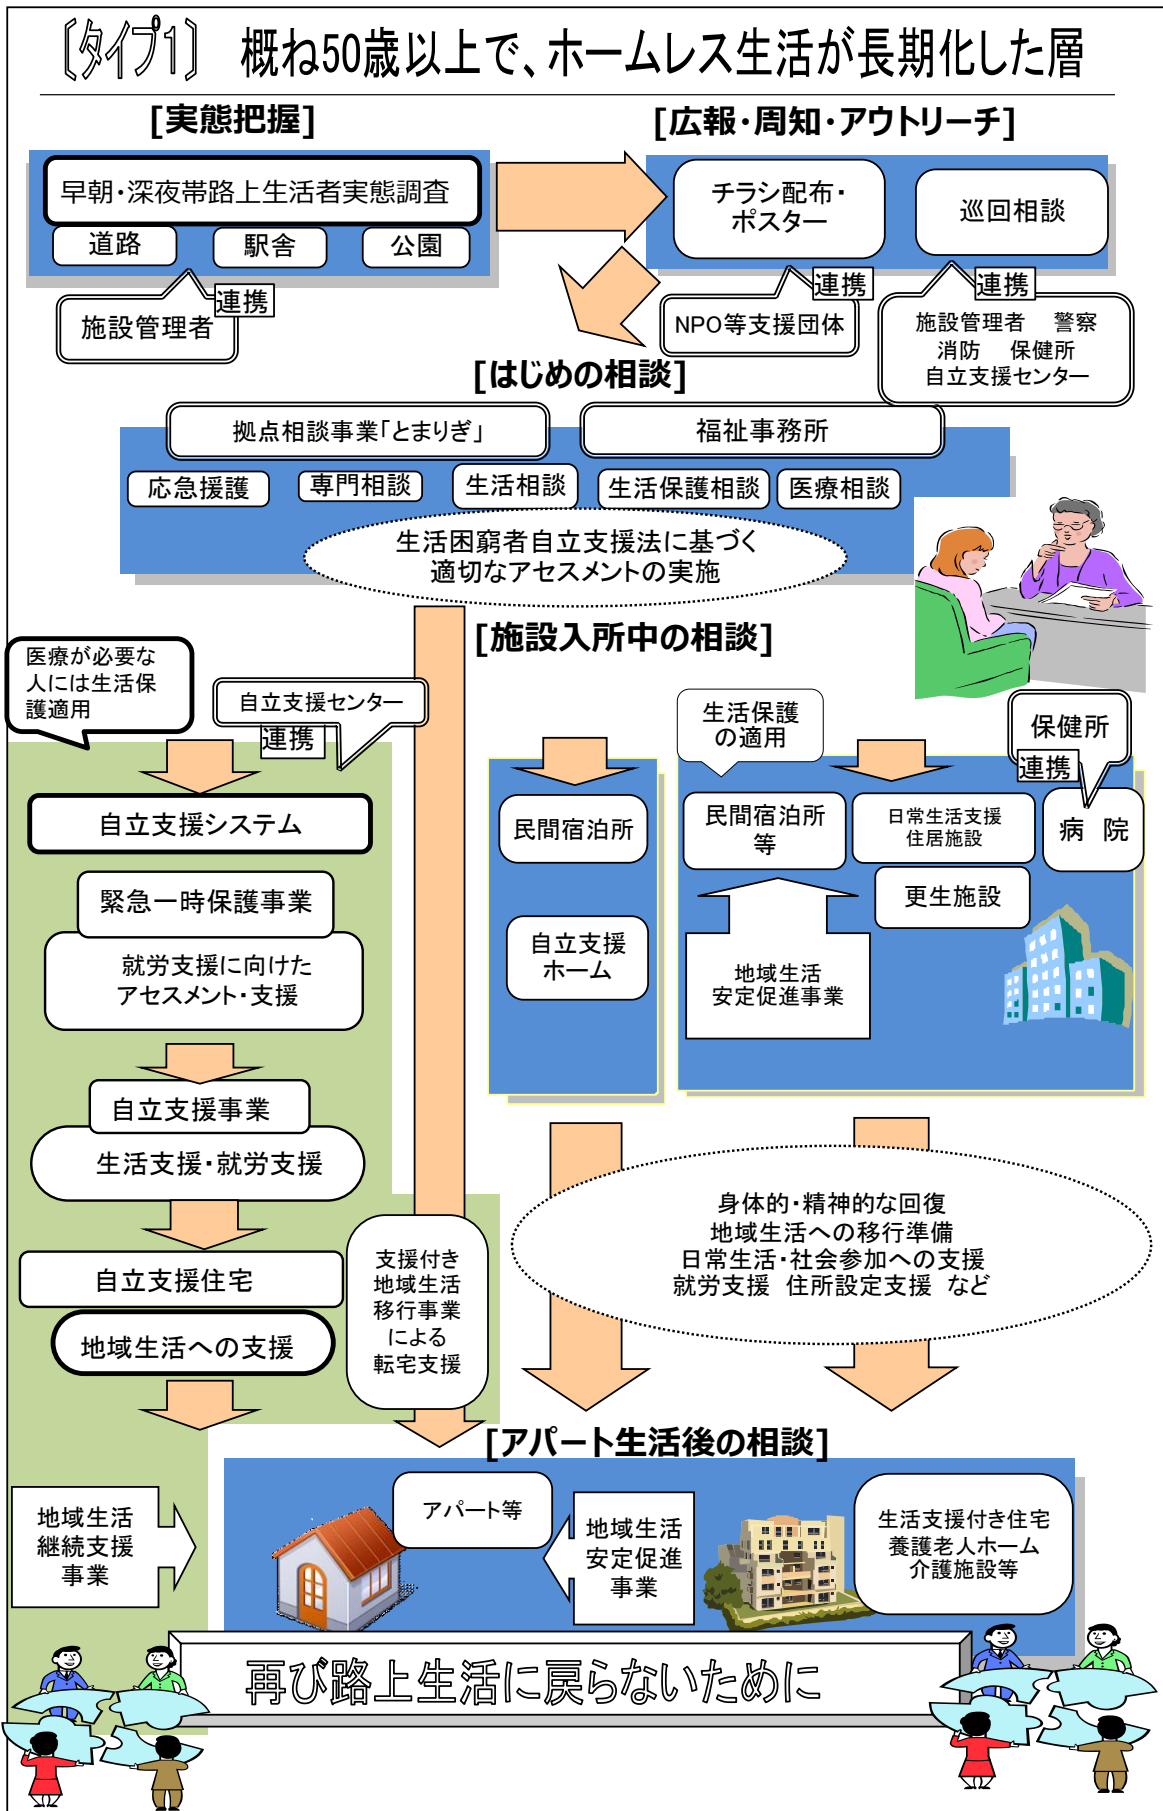 〔タイプ1〕 概ね50歳以上で、ホームレス生活が長期化した層
[実態把握]
早朝・深夜帯路上生活者実態調査
道路
駅舎
公園
連携
施設管理者
[広報・周知・アウトリーチ]
チラシ配布・
ポスター
巡回相談
連携
NPO等支援団体
連携
施設管理者 警察
消防 保健所
自立支援センター
[はじめの相談]
拠点相談事業「とまりぎ」
福祉事務所
応急援護
専門相談
生活相談
生活保護相談
医療相談
生活困窮者自立支援法に基づく
適切なアセスメントの実施
[施設入所中の相談]
医療が必要な
人には生活保
護適用
自立支援センター
連携
自立支援システム
緊急一時保護事業
就労支援に向けた
アセスメント・支援
自立支援事業
生活支援・就労支援
自立支援住宅
地域生活への支援
支援付き
地域生活
移行事業
による
転宅支援
民間宿泊所
自立支援
ホーム
生活保護
の適用
民間宿泊所
等
日常生活支援
住居施設
更生施設
保健所
連携
病 院
地域生活
安定促進事業
身体的・精神的な回復
地域生活への移行準備
日常生活・社会参加への支援
就労支援 住所設定支援 など
[アパート生活後の相談]
地域生活
継続支援
事業
アパート等
地域生活
安定促進
事業
生活支援付き住宅
養護老人ホーム
介護施設等
再び路上生活に戻らないために